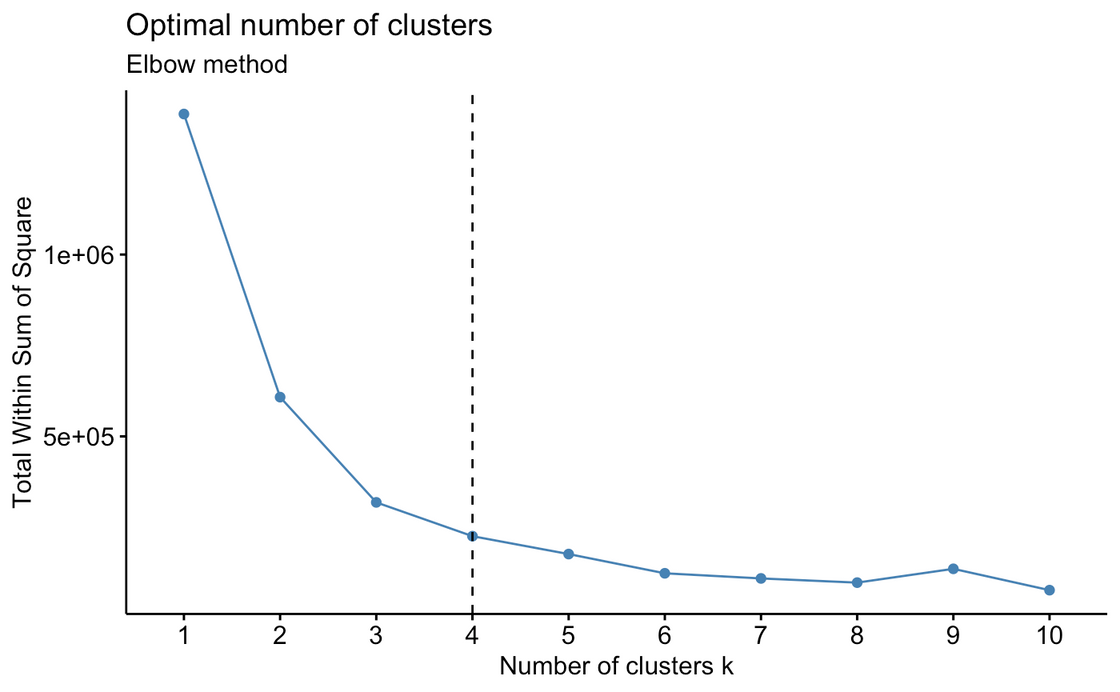 Optimal number of clusters
Elbow method
Total Within Sum of Square
1e+06
5e+05
1 2 3 4 5 6 7 8 9 10
Number of clusters k